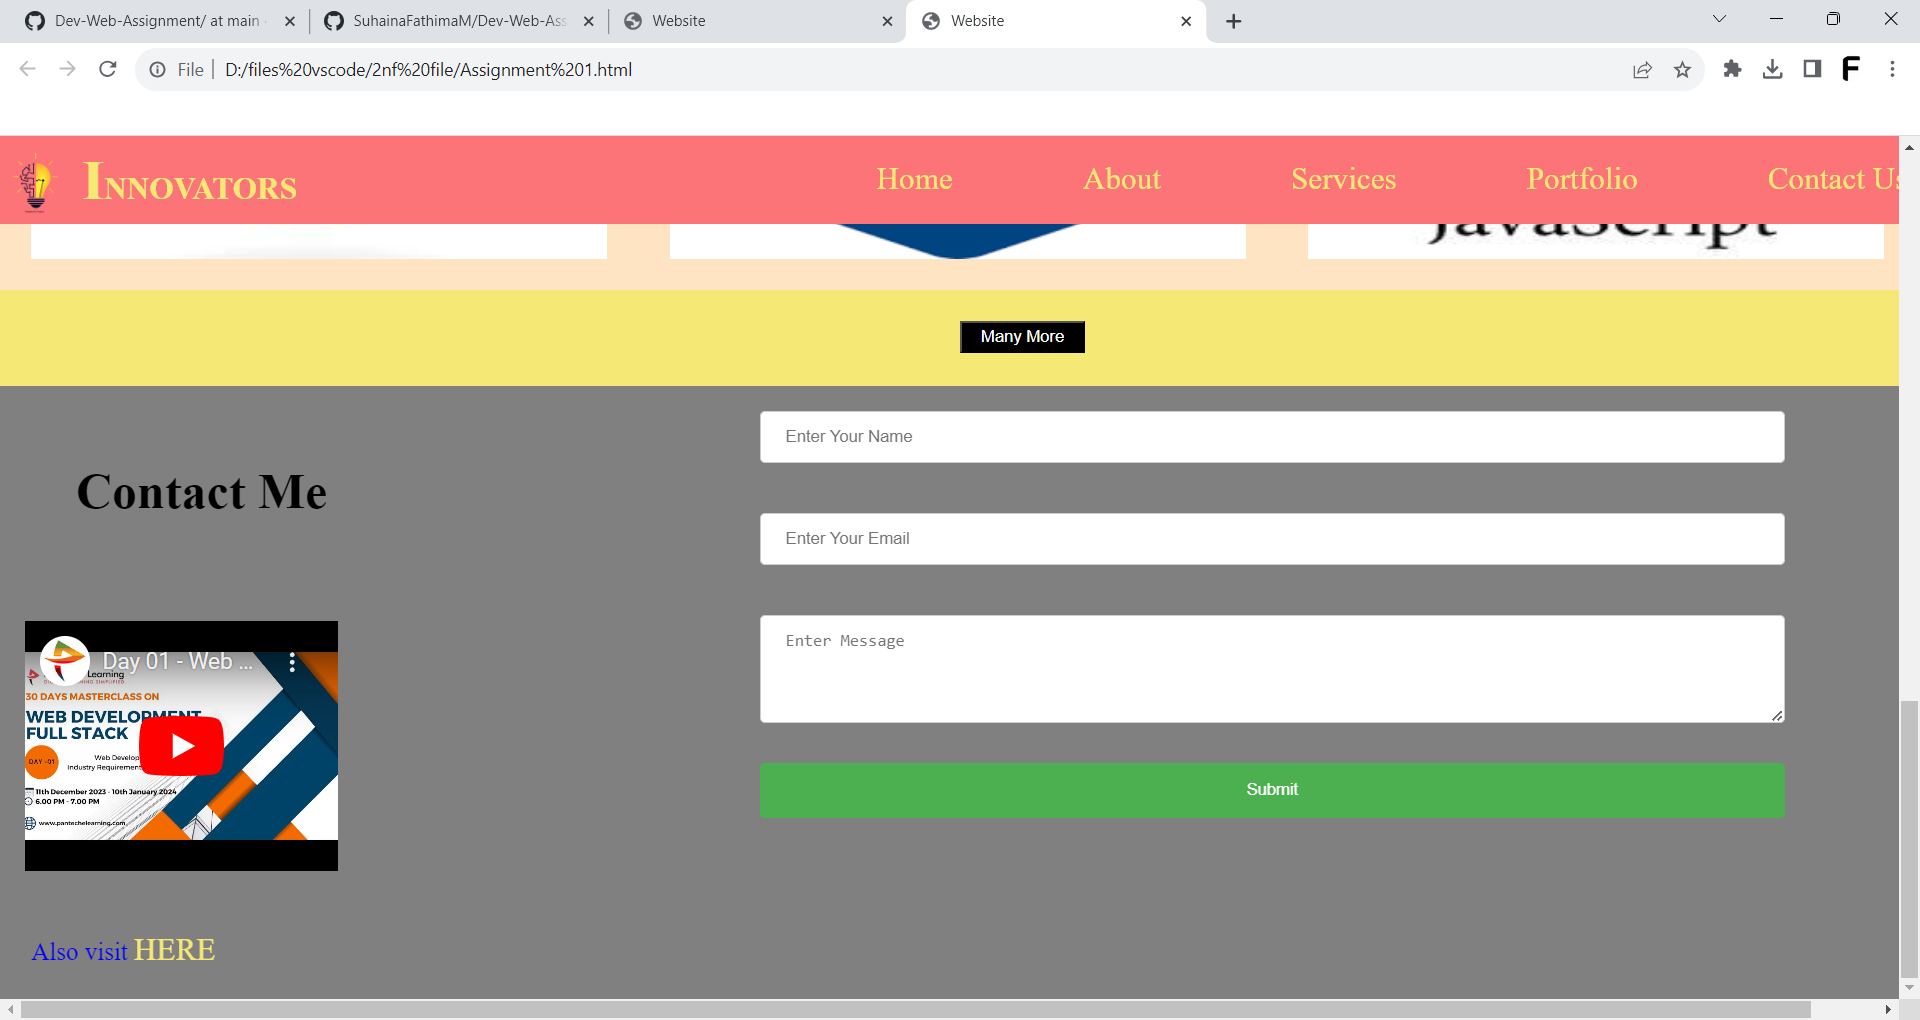 Dev-Web-Assignment/ at main
SuhainaFathimaM/Dev-Web-Ass
Website
Website
File
D:/files%20vscode/2nf%20file/Assignment%201.html
F
INNOVATORS
Home
About
Services
Portfolio
Contact Us
JavaScript
Many More
Contact Me
Enter Your Name
Enter Your Email
Enter Message
Submit
Day 01 - Web ...
Learning
30 DAYS MASTERCLASS ON
WEB DEVELOPMENT
FULL STACK
DAY -01
Web Develop
Industry Requirement
11th December 2023 - 10th January 2024
6.00 PM - 7.00 PM
www.pantechelearning.com
Also visit HERE